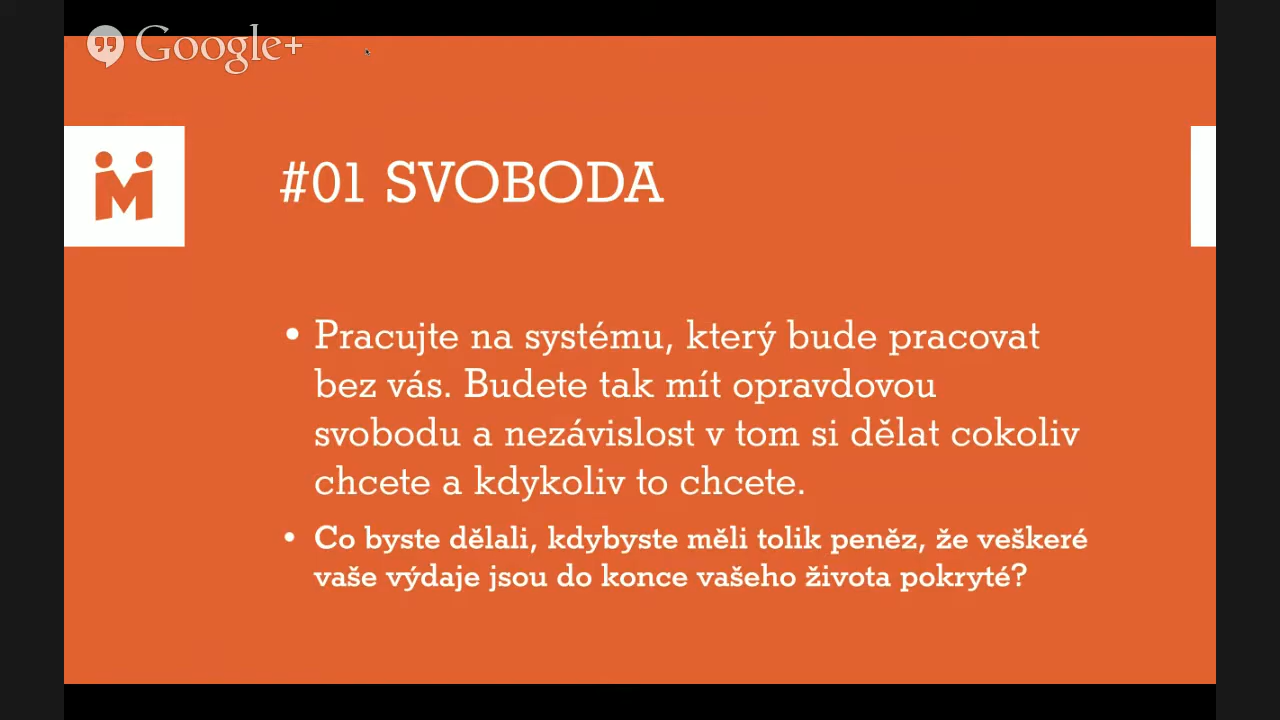 Google+
#01 SVOBODA
• Pracujte na systému, který bude pracovat
bez vás. Budete tak mít opravdovou
svobodu a nezávislost v tom si dělat cokoliv
chcete a kdykoliv to chcete.
• Co byste dělali, kdybyste měli tolik peněz, že veškeré
vaše výdaje jsou do konce vašeho života pokryté?